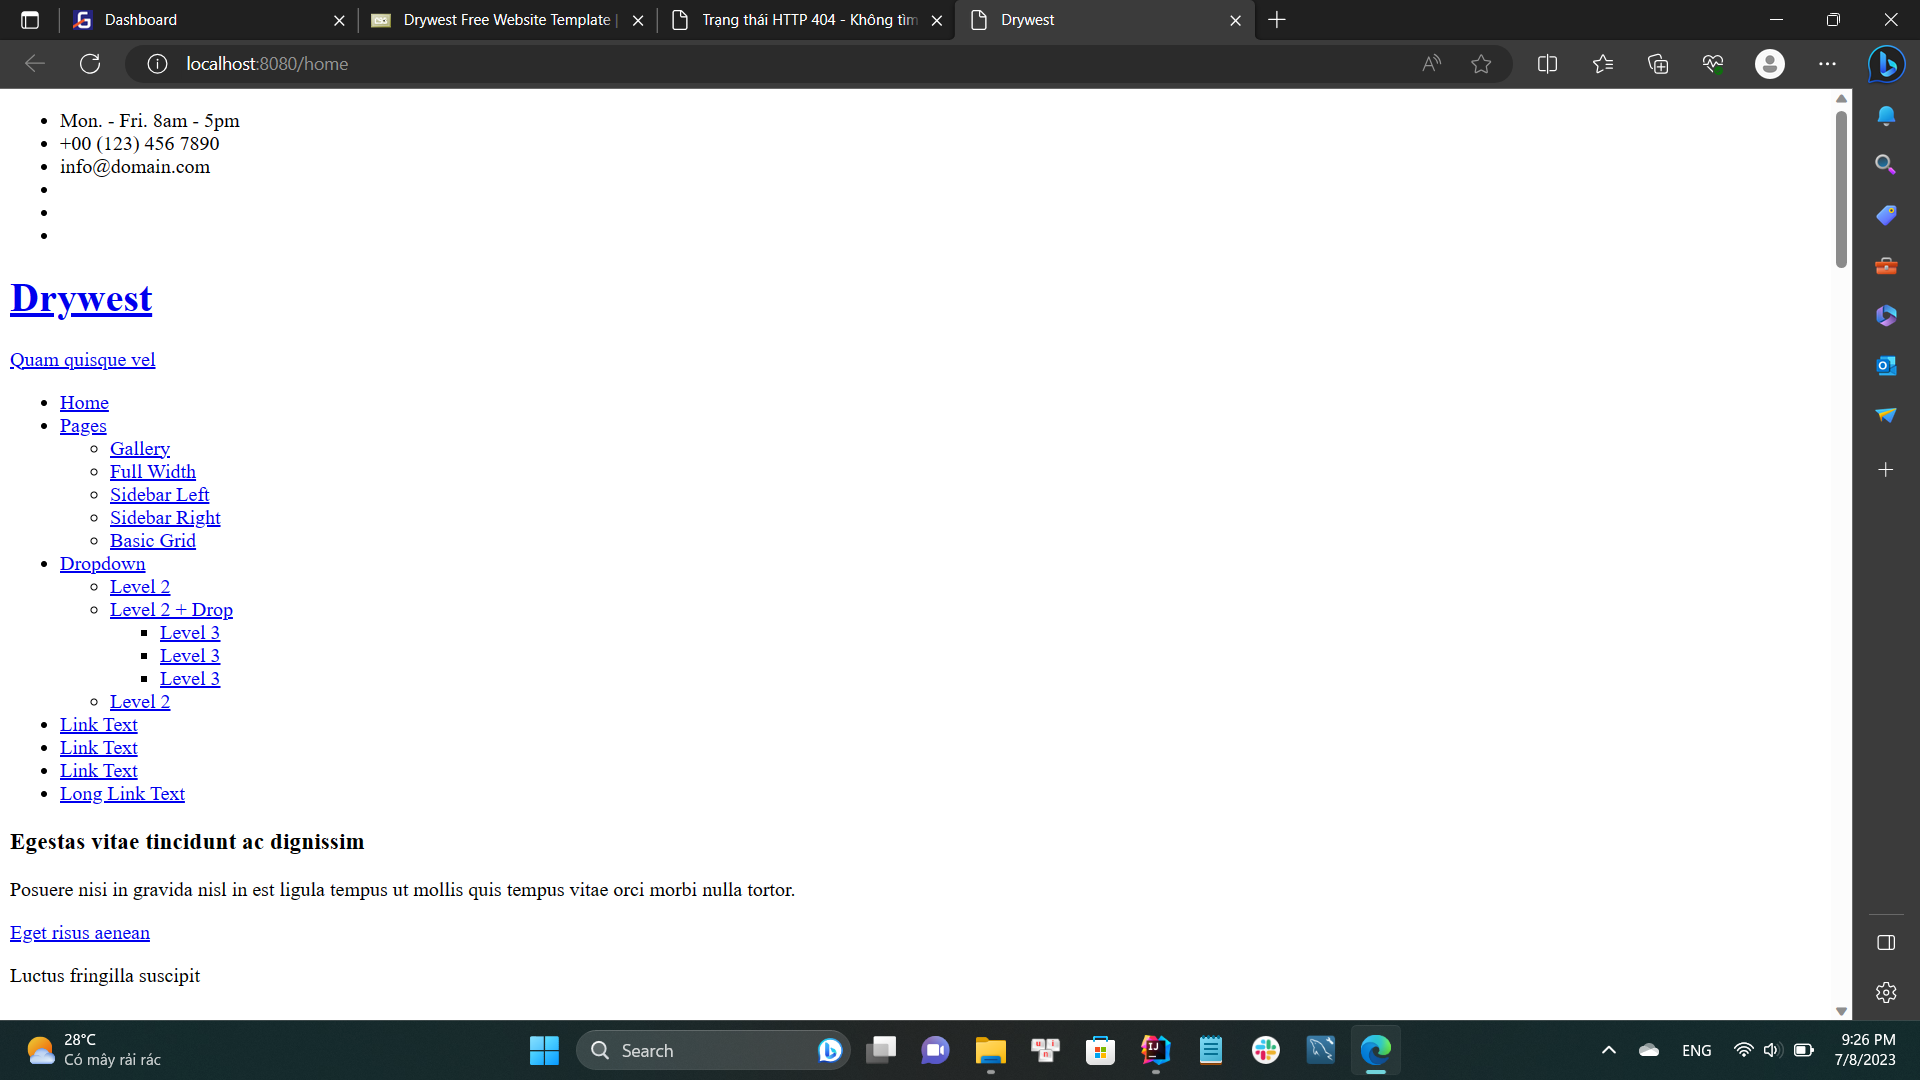 Dashboard
Drywest Free Website Template |
Trạng thái HTTP 404 - Không tìm
Drywest
localhost:8080/home
Mon. - Fri. 8am - 5pm
+00 (123) 456 7890
info@domain.com
Drywest
Quam quisque vel
Home
Pages
Gallery
Full Width
Sidebar Left
Sidebar Right
Basic Grid
Dropdown
Level 2
Level 2 + Drop
Level 3
Level 3
Level 3
Level 2
Link Text
Link Text
Link Text
Long Link Text
Egestas vitae tincidunt ac dignissim
Posuere nisi in gravida nisl in est ligula tempus ut mollis quis tempus vitae orci morbi nulla tortor.
Eget risus aenean
Luctus fringilla suscipit
28°C
Có mây rải rác
Search
ENG
9:26 PM
7/8/2023